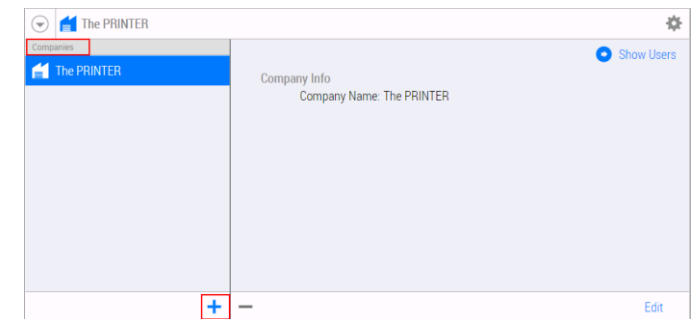 The PRINTER
Companies
The PRINTER
Show Users
Company Info
Company Name: The PRINTER
Edit